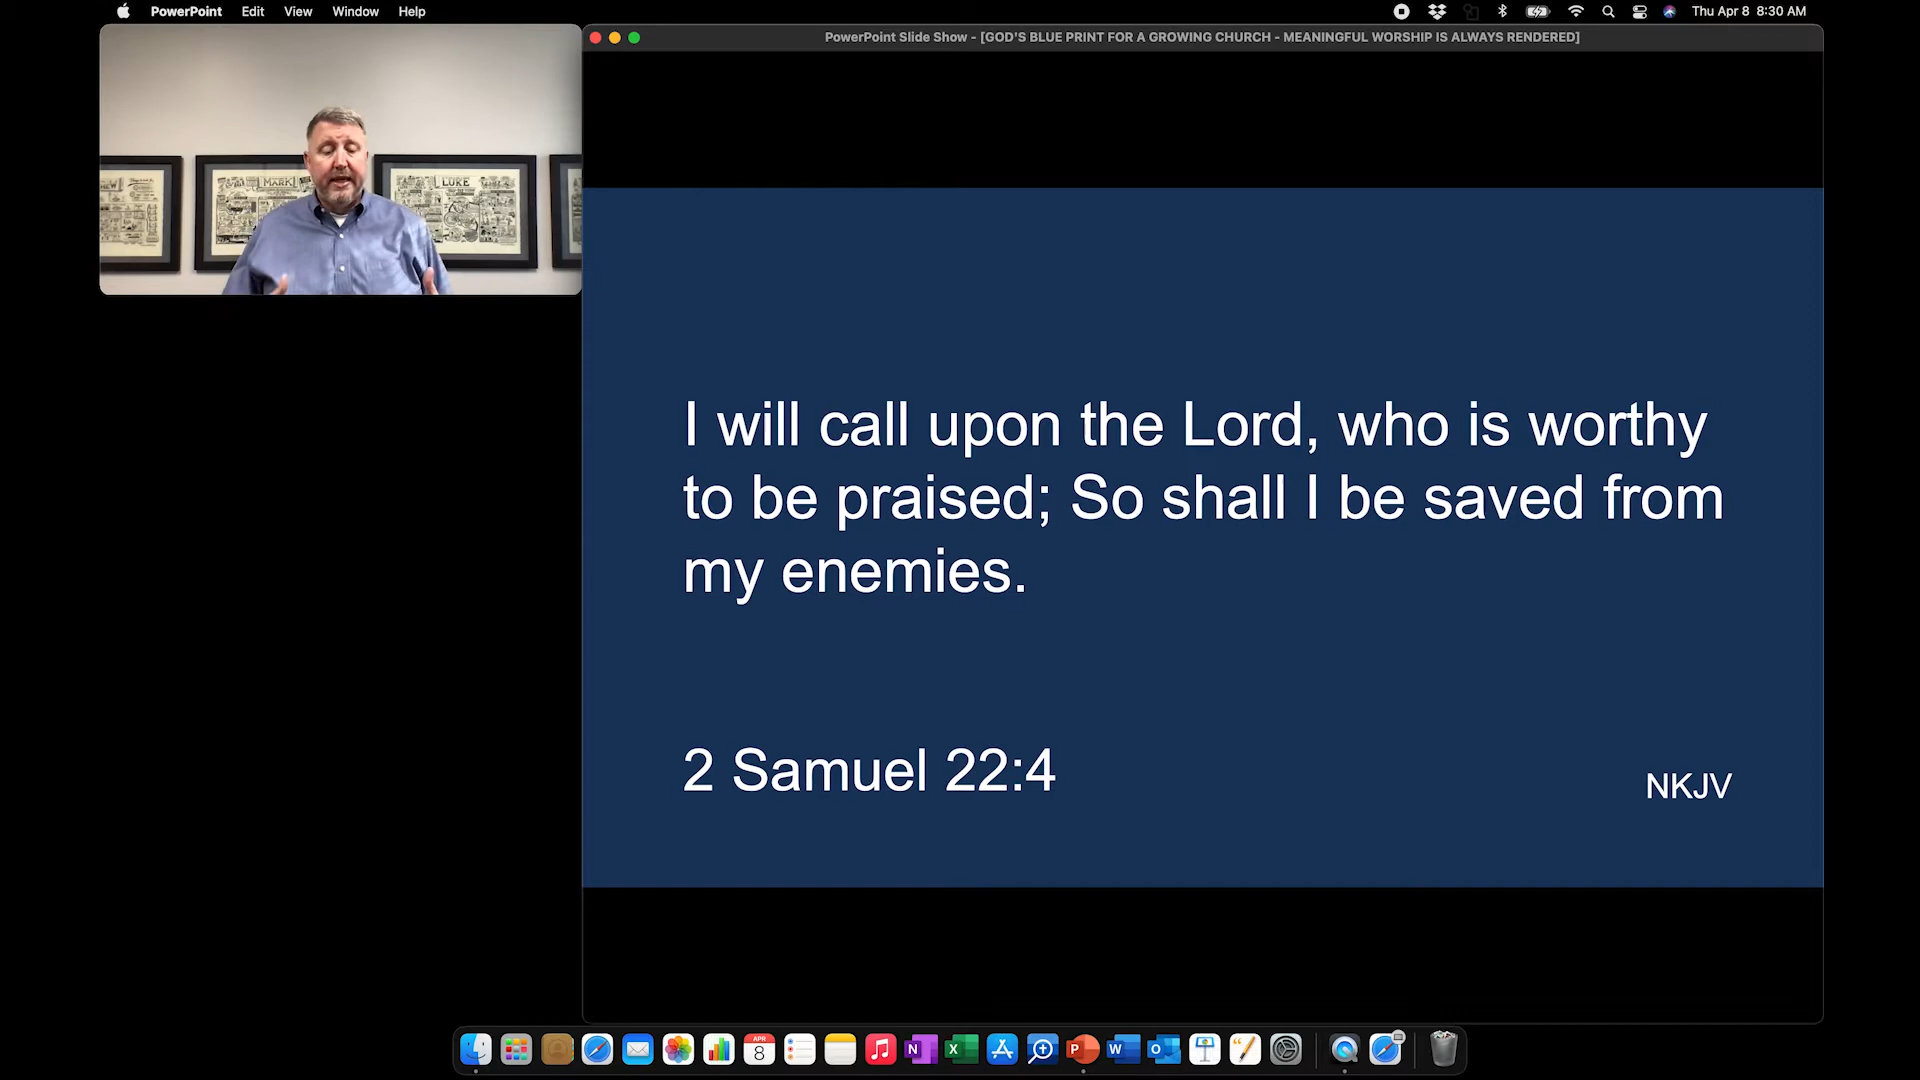 PowerPoint Edit View Window Help
Thu Apr 8 8:30 AM
PowerPoint Slide Show - [GOD'S BLUE PRINT FOR A GROWING CHURCH - MEANINGFUL WORSHIP IS ALWAYS RENDERED]
MARK
LUKE
I will call upon the Lord, who is worthy
to be praised; So shall I be saved from
my enemies.
2 Samuel 22:4
NKJV
APR
8
N
X
P
W
O